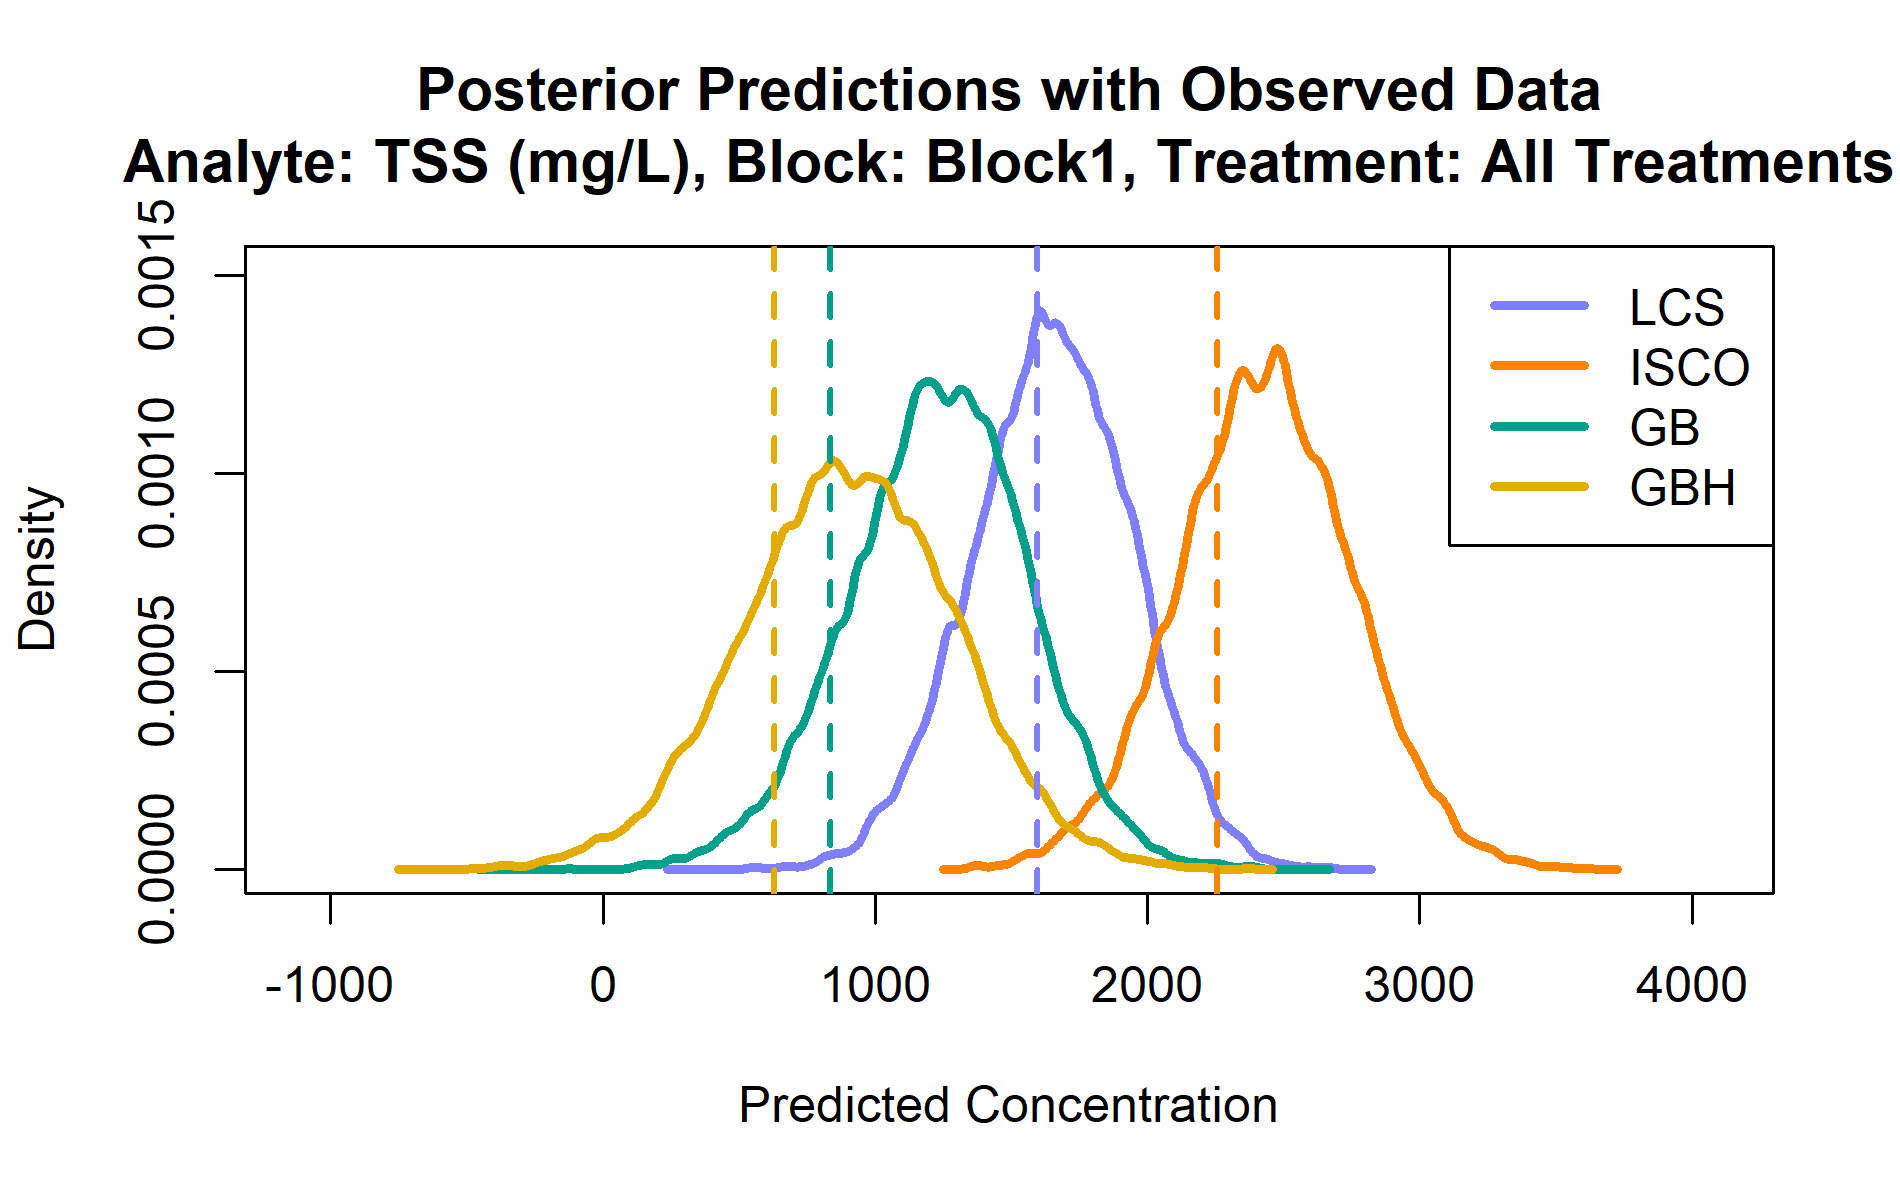 Posterior Predictions with Observed Data
Analyte: TSS (mg/L), Block: Block1, Treatment: All Treatments
LCS
ISCO
GB
GBH
Density
0.0015
0.0010
0.0005
0.0000
-1000
0
1000
2000
3000
4000
Predicted Concentration